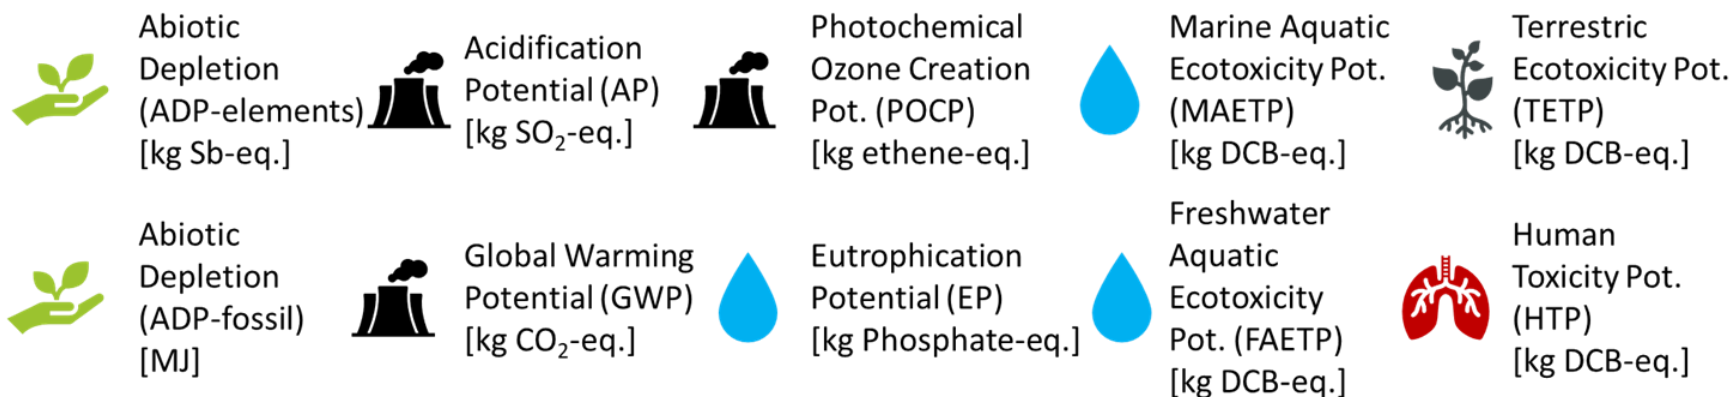 Abiotic
Depletion
(ADP-elements)
[kg Sb-eq.]
Acidification
Potential (AP)
[kg SO₂-eq.]
Photochemical
Ozone Creation
Pot. (POCP)
[kg ethene-eq.]
Marine Aquatic
Ecotoxicity Pot.
(MAETP)
[kg DCB-eq.]
Terrestric
Ecotoxicity Pot.
(TETP)
[kg DCB-eq.]
Abiotic
Depletion
(ADP-fossil)
[MJ]
Global Warming
Potential (GWP)
[kg CO₂-eq.]
Eutrophication
Potential (EP)
[kg Phosphate-eq.]
Freshwater
Aquatic
Ecotoxicity
Pot. (FAETP)
[kg DCB-eq.]
Human
Toxicity Pot.
(HTP)
[kg DCB-eq.]